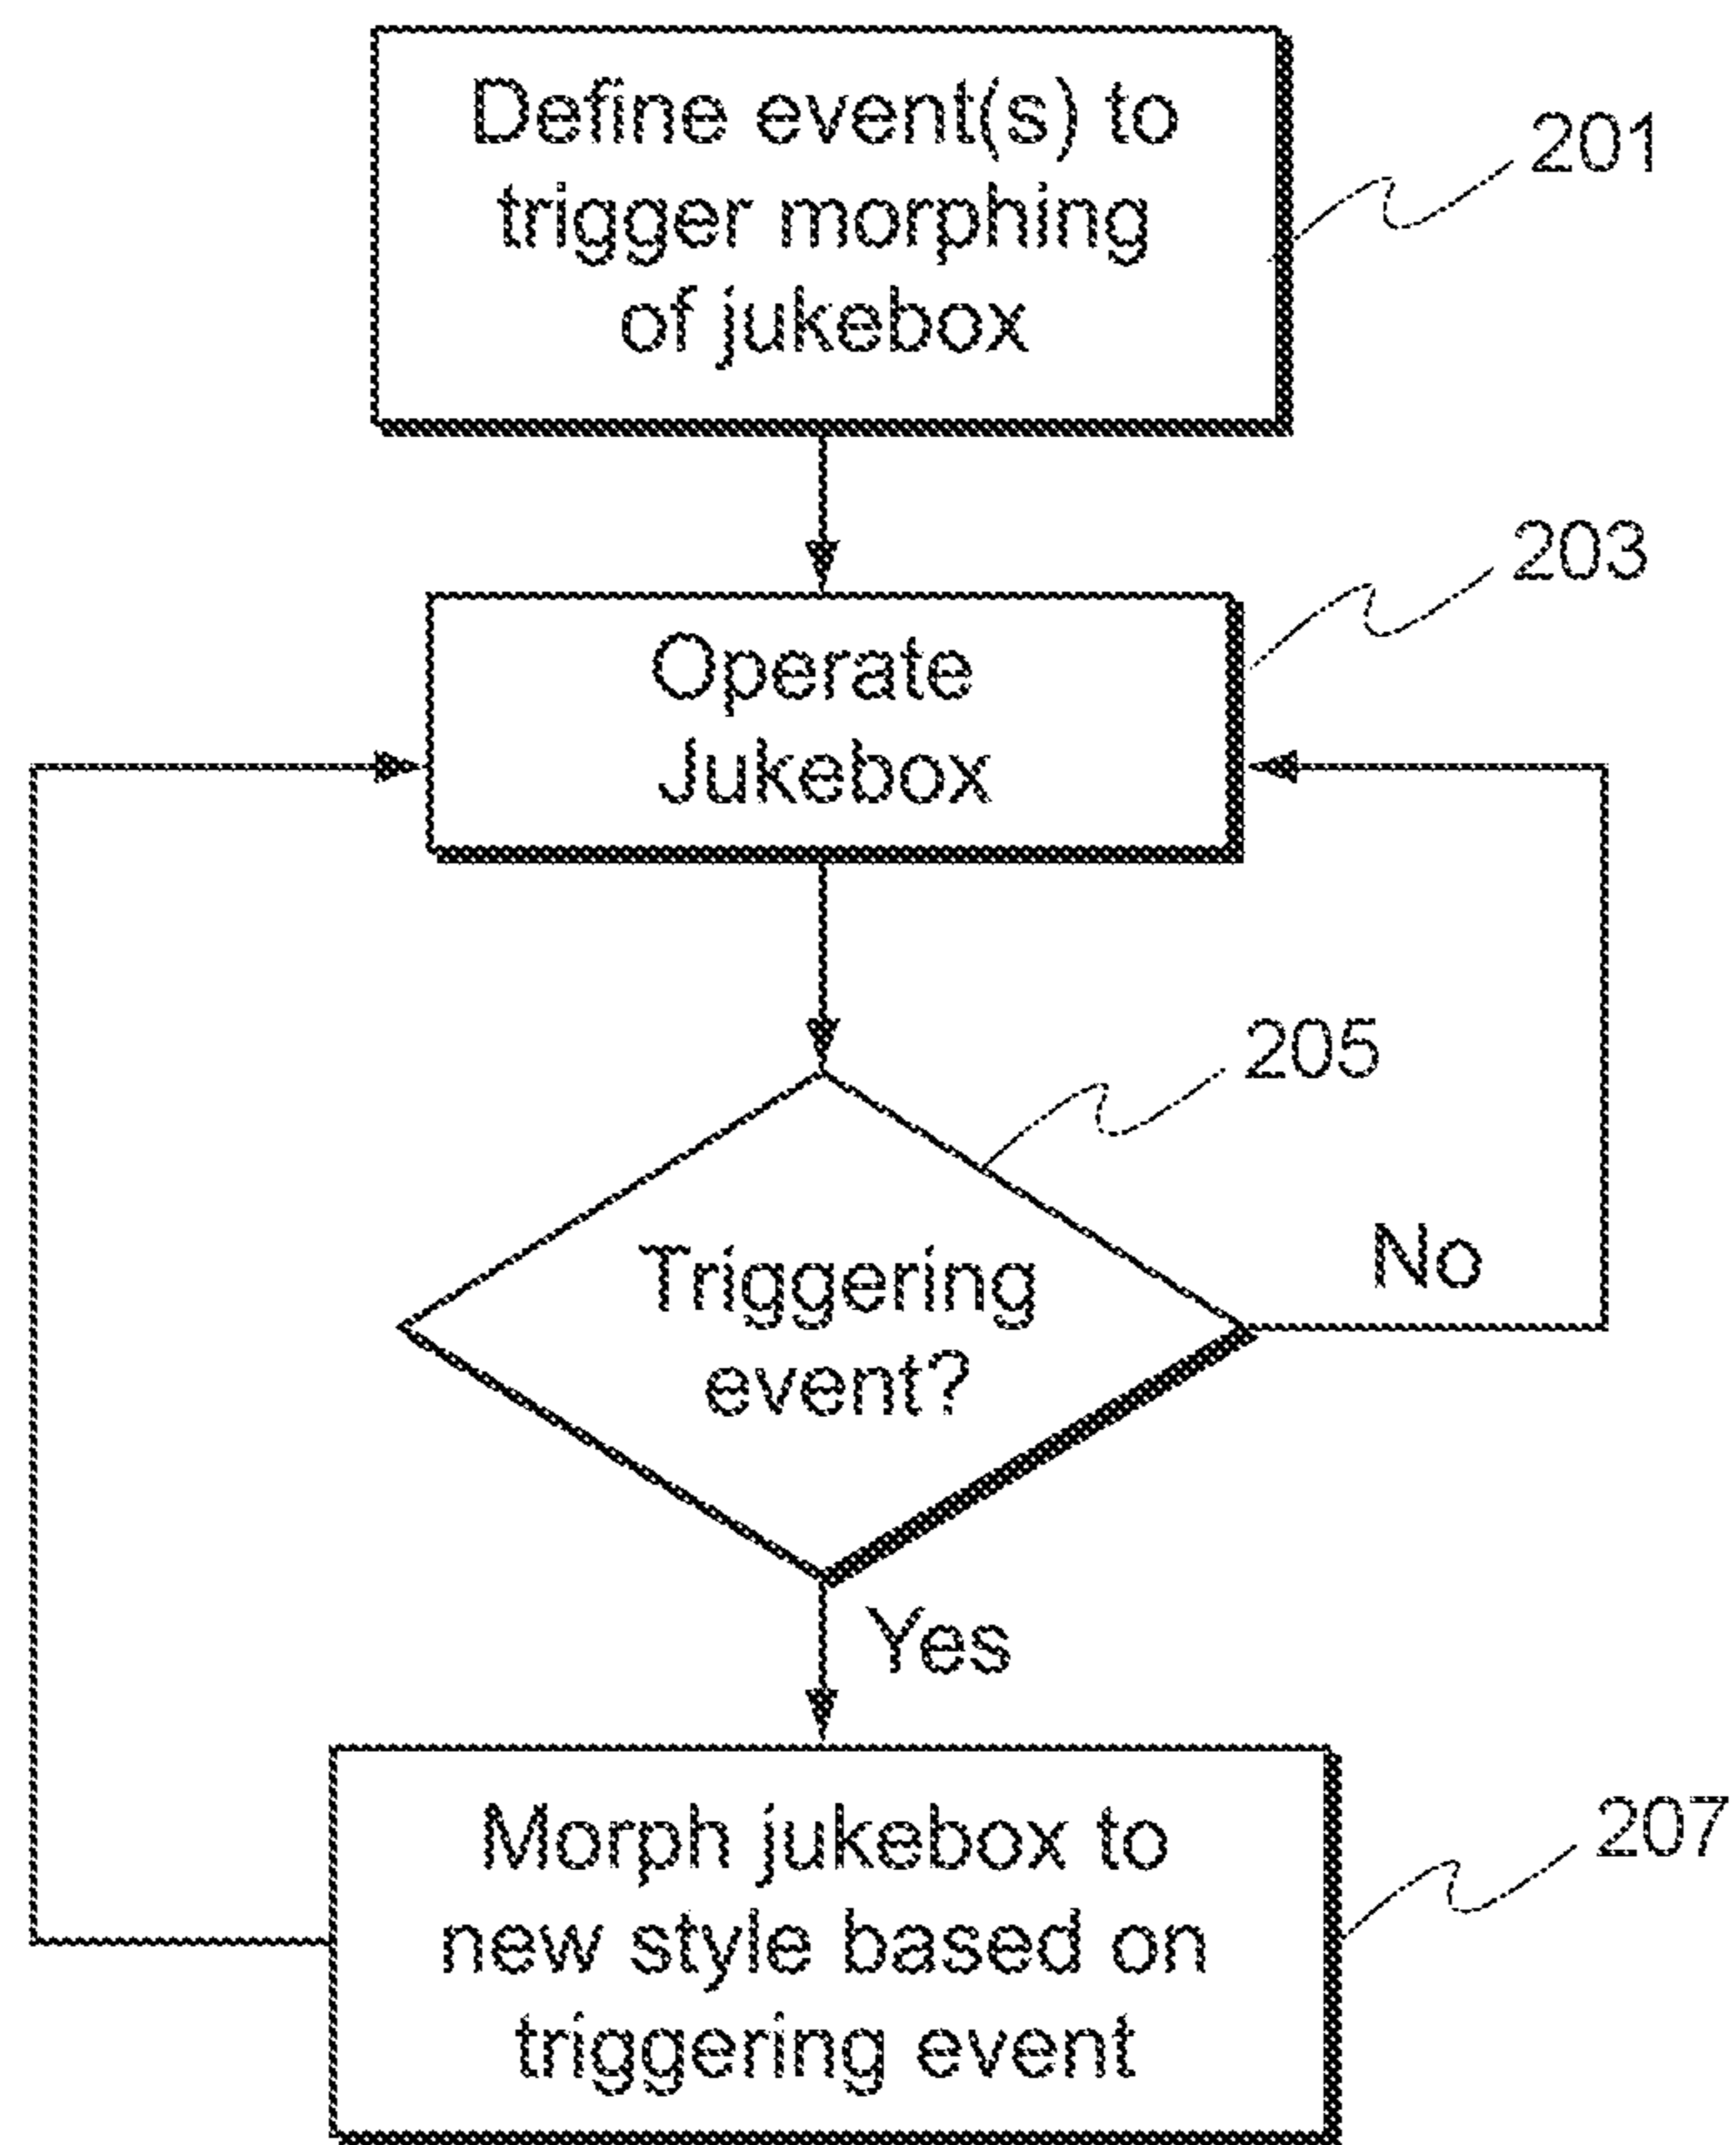 Define event(s) to
trigger morphing
of jukebox
201
Operate
Jukebox
203
Triggering
event?
205
No
Yes
Morph jukebox to
new style based on
triggering event
207